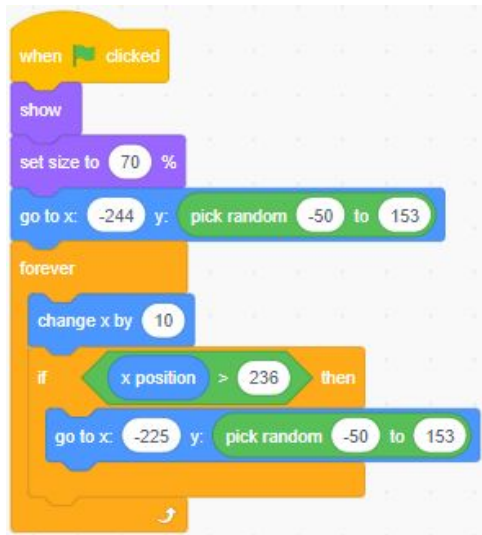 when clicked
show
set size to 70 %
go to x: -244 y: pick random -50 to 153
forever
change x by 10
if x position > 236 then
go to x: -225 y: pick random -50 to 153